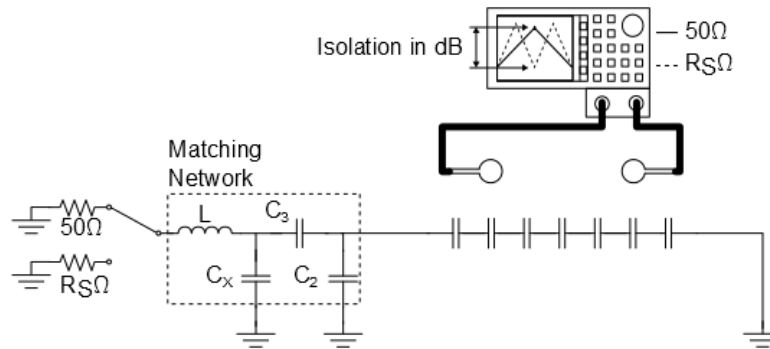 Isolation in dB
50Ω
RSΩ
Matching
Network
L
C3
50Ω
CX
C2
RSΩ